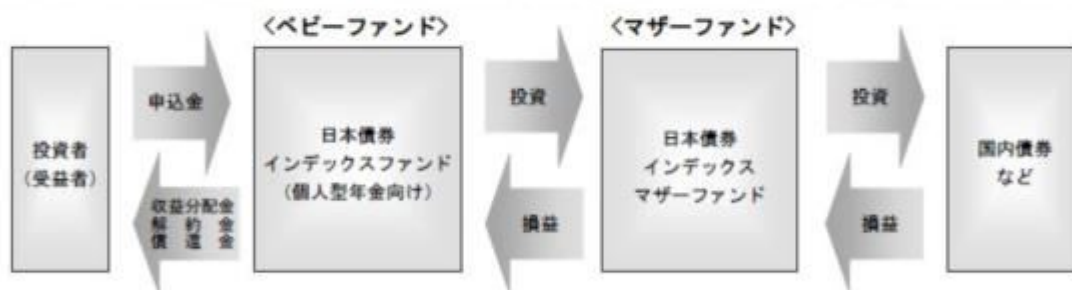 〈ベビーファンド〉
〈マザーファンド〉
投資者
（受益者）
申込金
収益分配金
解約金
償還金
日本債券
インデックスファンド
（個人型年金向け）
投資
損益
日本債券
インデックス
マザーファンド
投資
損益
国内債券
など